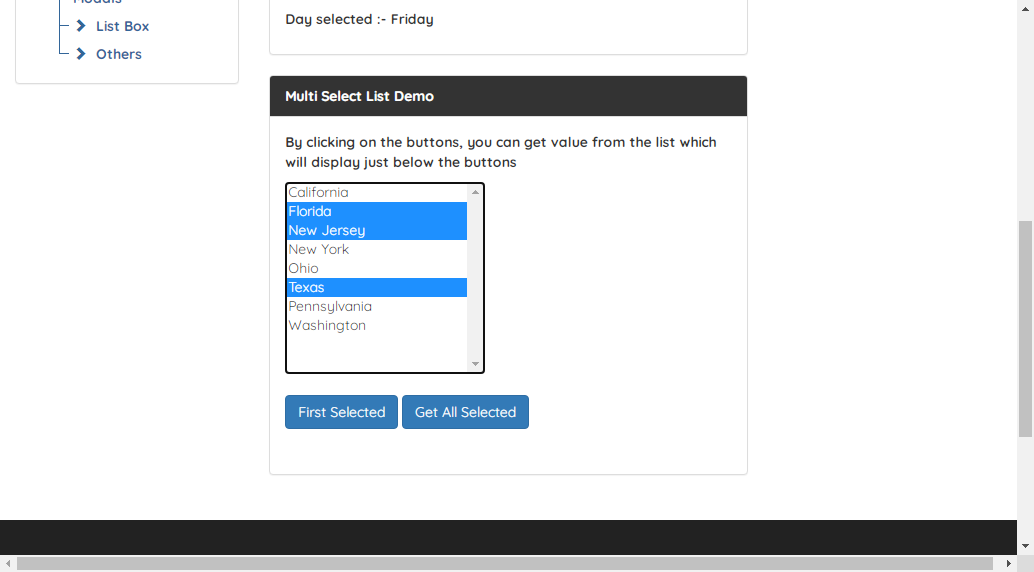 List Box
Others
Day selected :- Friday
Multi Select List Demo
By clicking on the buttons, you can get value from the list which
will display just below the buttons
California
Florida
New Jersey
New York
Ohio
Texas
Pennsylvania
Washington
First Selected
Get All Selected